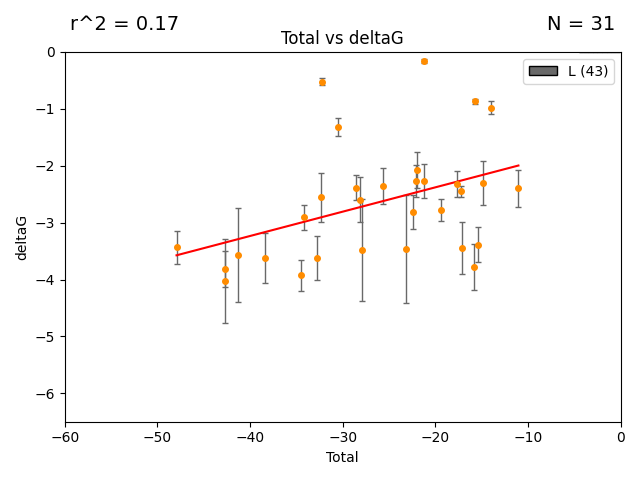 r^2 = 0.17
N = 31
Total vs deltaG
L (43)
deltaG
0
−1
−2
−3
−4
−5
−6
−60
−50
−40
−30
−20
−10
0
Total